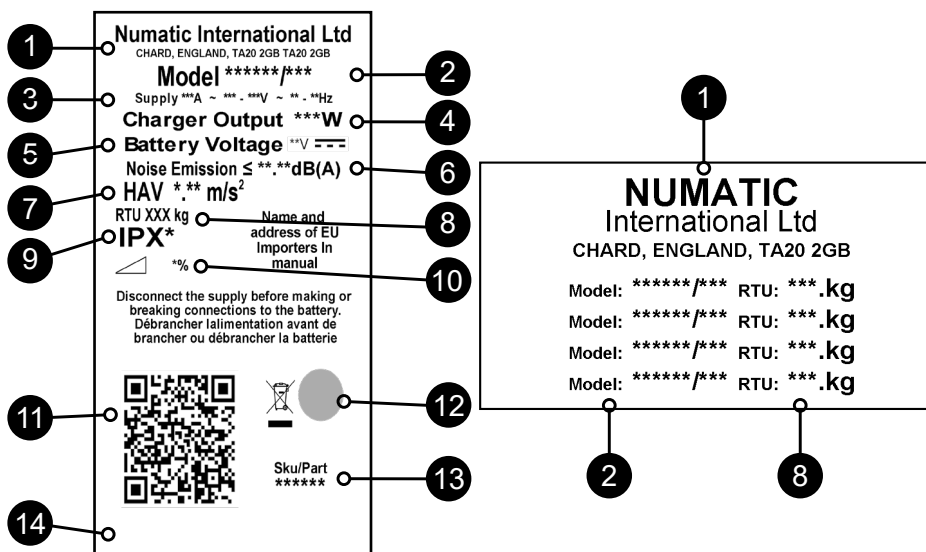 1
Numatic International Ltd
CHARD, ENGLAND, TA20 2GB TA20 2GB
Model ******/***
2
3
Supply ***A ~ *** - ***V ~ ** - **Hz
Charger Output ***W
4
5
Battery Voltage **V
Noise Emission ≤ **.**dB(A)
6
7
HAV *.** m/s²
RTU XXX kg
8
9
IPX*
Name and
address of EU
Importers In
manual
*%
10
Disconnect the supply before making or
breaking connections to the battery.
Débrancher lalimentation avant de
brancher ou débrancher la batterie
11
12
Sku/Part
******
13
14
1
NUMATIC
International Ltd
CHARD, ENGLAND, TA20 2GB
Model: ******/*** RTU: ***.kg
Model: ******/*** RTU: ***.kg
Model: ******/*** RTU: ***.kg
Model: ******/*** RTU: ***.kg
2
8